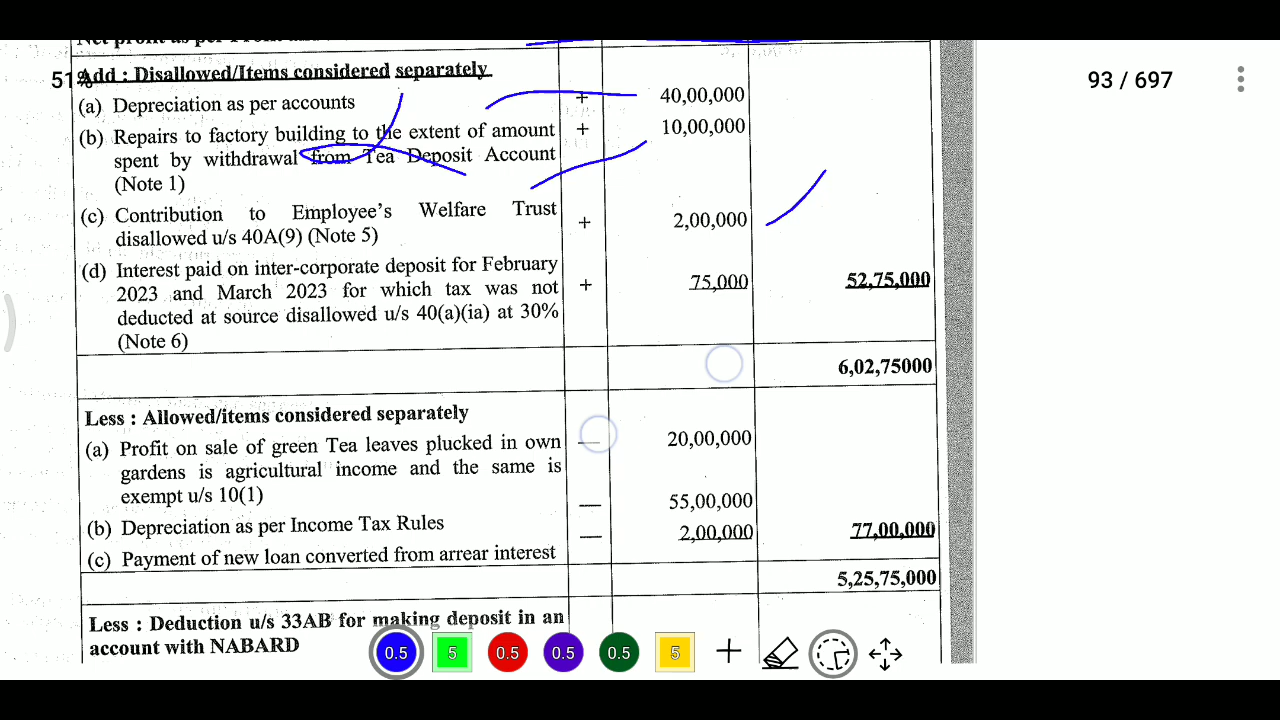 Net profit as per Profit and
51%
Add : Disallowed/Items considered separately
93 / 697
(a) Depreciation as per accounts + 40,00,000
(b) Repairs to factory building to the extent of amount + 10,00,000
spent by withdrawal from Tea Deposit Account
(Note 1)
(c) Contribution to Employee's Welfare Trust + 2,00,000
disallowed u/s 40A(9) (Note 5)
(d) Interest paid on inter-corporate deposit for February + 75,000 52,75,000
2023 and March 2023 for which tax was not
deducted at source disallowed u/s 40(a)(ia) at 30%
(Note 6)
6,02,75000
Less : Allowed/items considered separately
(a) Profit on sale of green Tea leaves plucked in own — 20,00,000
gardens is agricultural income and the same is
exempt u/s 10(1)
(b) Depreciation as per Income Tax Rules — 55,00,000
(c) Payment of new loan converted from arrear interest — 2,00,000 77,00,000
5,25,75,000
Less : Deduction u/s 33AB for making deposit in an
account with NABARD
0.5 5 0.5 0.5 0.5 5